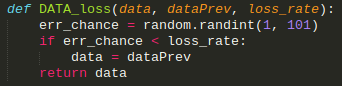 def DATA_loss(data, dataPrev, loss_rate):
    err_chance = random.randint(1, 101)
    if err_chance < loss_rate:
        data = dataPrev
    return data